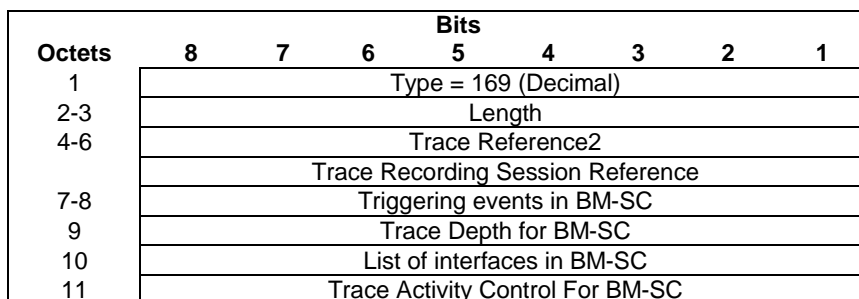 Bits
Octets 8 7 6 5 4 3 2 1
1 Type = 169 (Decimal)
2-3 Length
4-6 Trace Reference2
Trace Recording Session Reference
7-8 Triggering events in BM-SC
9 Trace Depth for BM-SC
10 List of interfaces in BM-SC
11 Trace Activity Control For BM-SC